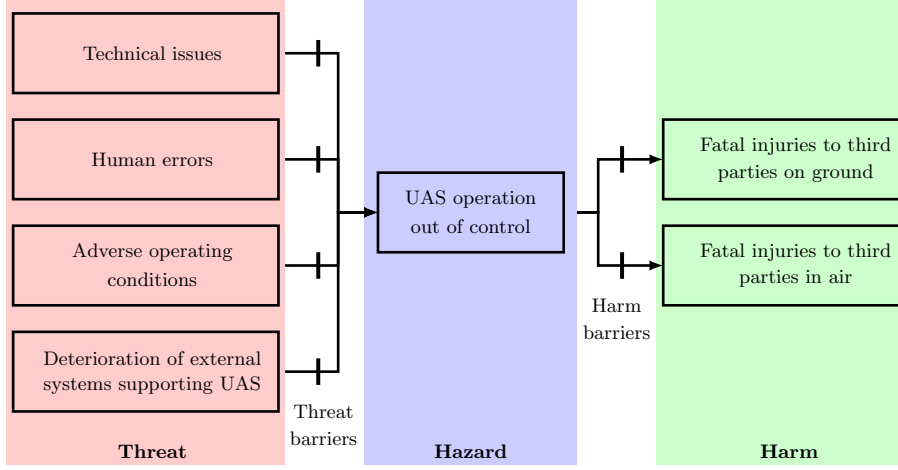 Technical issues
Human errors
Adverse operating
conditions
Deterioration of external
systems supporting UAS
Threat
barriers
Threat
UAS operation
out of control
Hazard
Harm
barriers
Fatal injuries to third
parties on ground
Fatal injuries to third
parties in air
Harm